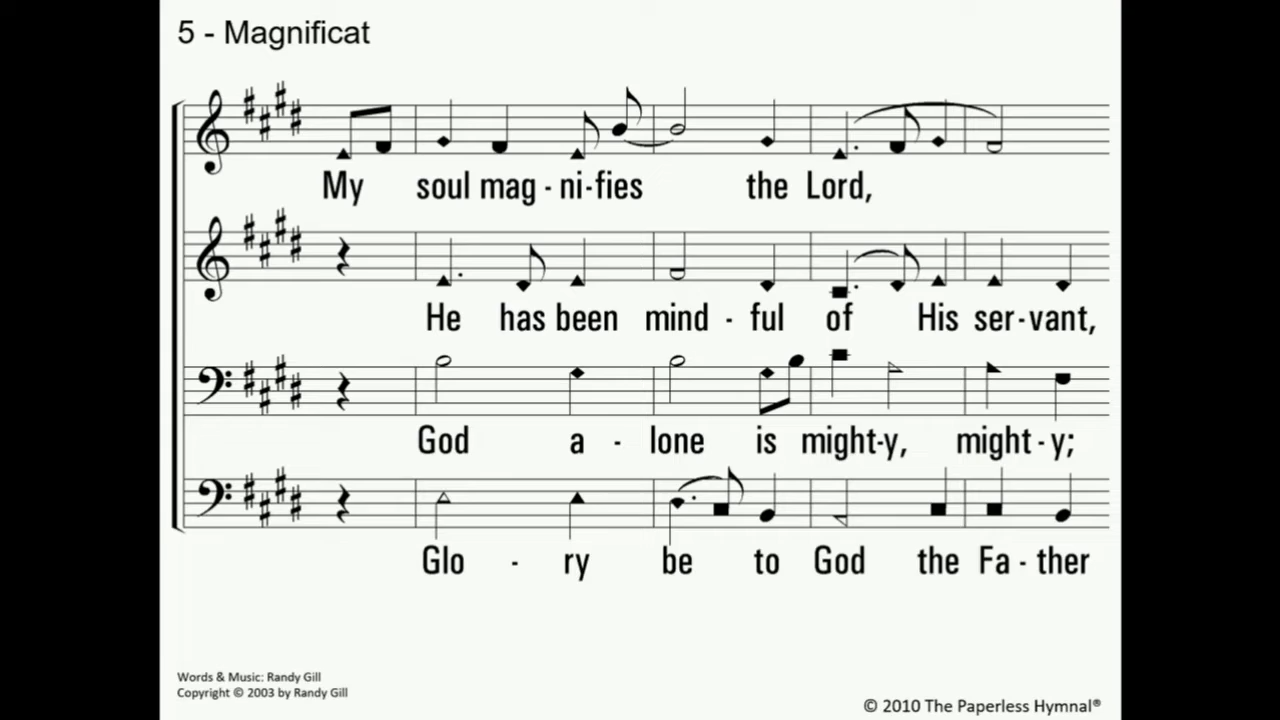 5 - Magnificat
My soul mag - ni-fies the Lord,
He has been mind - ful of His ser-vant,
God a - lone is might-y, might - y;
Glo - ry be to God the Fa - ther
Words & Music: Randy Gill
Copyright © 2003 by Randy Gill
© 2010 The Paperless Hymnal®